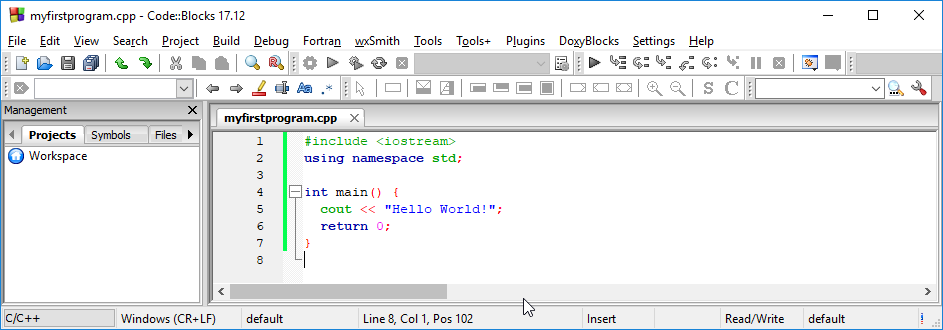 myfirstprogram.cpp - Code::Blocks 17.12
File Edit View Search Project Build Debug Fortran wxSmith Tools Tools+ Plugins DoxyBlocks Settings Help
Aa .*
S C
Management
Projects Symbols Files
Workspace
myfirstprogram.cpp
1 #include <iostream>
2 using namespace std;
3
4 int main() {
5 cout << "Hello World!";
6 return 0;
7 }
8
C/C++ Windows (CR+LF) default Line 8, Col 1, Pos 102 Insert Read/Write default